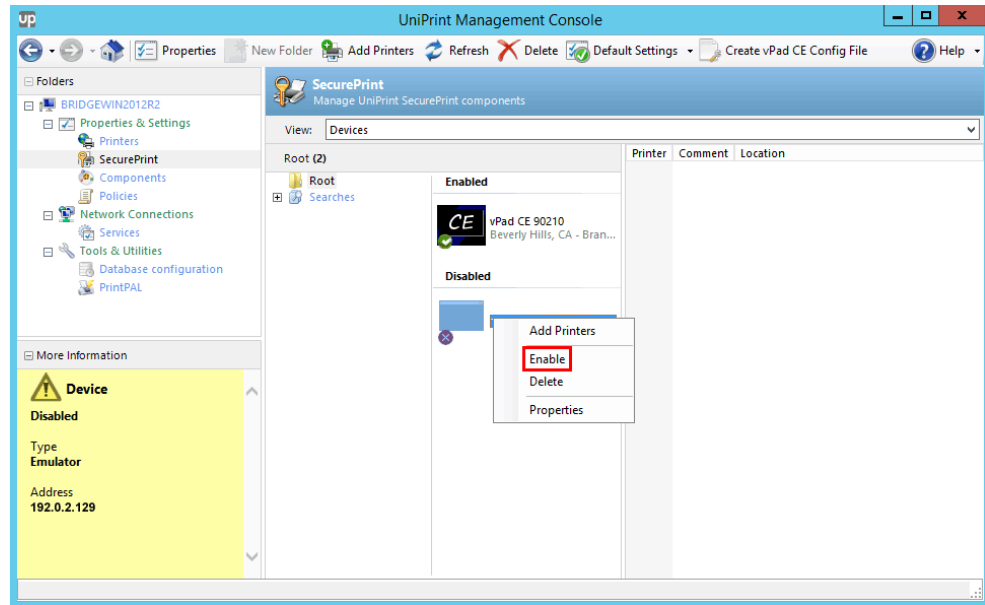 up
UniPrint Management Console
Properties New Folder Add Printers Refresh Delete Default Settings Create vPad CE Config File Help
Folders
BRIDGEWIN2012R2
Properties & Settings
Printers
SecurePrint
Components
Policies
Network Connections
Services
Tools & Utilities
Database configuration
PrintPAL
More Information
Device
Disabled
Type
Emulator
Address
192.0.2.129
SecurePrint
Manage UniPrint SecurePrint components
View: Devices
Root (2)
Root
Searches
Enabled
CE
vPad CE 90210
Beverly Hills, CA - Bran...
Disabled
Add Printers
Enable
Delete
Properties
Printer Comment Location